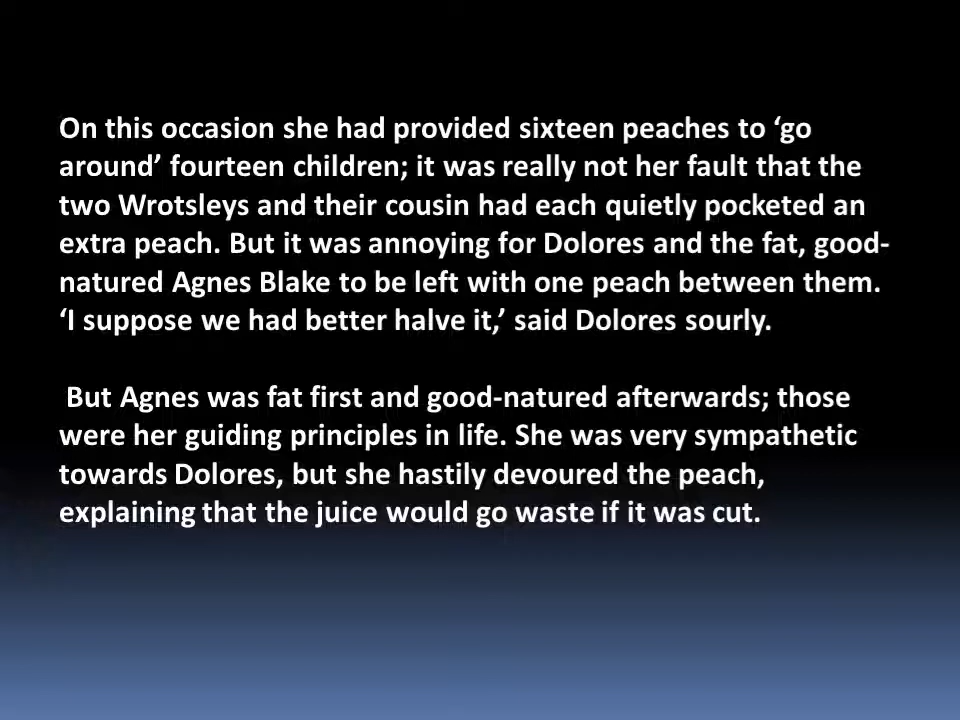 On this occasion she had provided sixteen peaches to ‘go
around’ fourteen children; it was really not her fault that the
two Wrotsleys and their cousin had each quietly pocketed an
extra peach. But it was annoying for Dolores and the fat, good-
natured Agnes Blake to be left with one peach between them.
‘I suppose we had better halve it,’ said Dolores sourly.
But Agnes was fat first and good-natured afterwards; those
were her guiding principles in life. She was very sympathetic
towards Dolores, but she hastily devoured the peach,
explaining that the juice would go waste if it was cut.